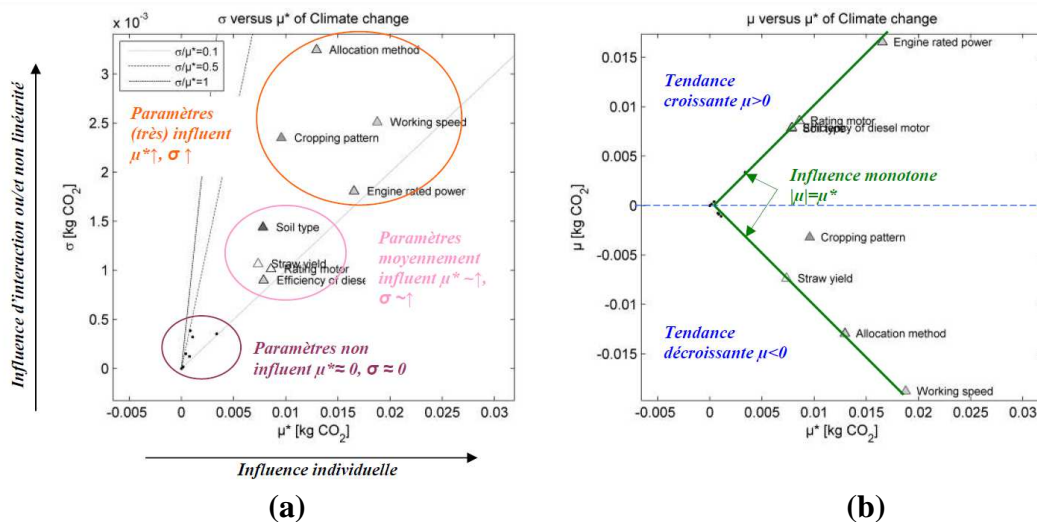 σ versus μ* of Climate change
x 10⁻³
σ/μ*=0.1
σ/μ*=0.5
σ/μ*=1
3
2.5
2
1.5
1
0.5
0
σ [kg CO₂]
Influence d'interaction ou/et non linéarité
Allocation method
Working speed
Cropping pattern
Engine rated power
Soil type
Straw yield
Rating motor
Efficiency of diese
Paramètres
(très) influent
μ*↑, σ ↑
Paramètres
moyennement
influent μ* ~↑,
σ ~↑
Paramètres non
influent μ*≈ 0, σ ≈ 0
-0.005 0 0.005 0.01 0.015 0.02 0.025 0.03
μ* [kg CO₂]
Influence individuelle
(a)
μ versus μ* of Climate change
0.015
0.01
0.005
0
-0.005
-0.01
-0.015
μ [kg CO₂]
Engine rated power
Tendance
croissante μ>0
Rating motor
Efficiency of diesel motor
Soil type
Influence monotone
|μ|=μ*
Cropping pattern
Straw yield
Allocation method
Working speed
Tendance
décroissante μ<0
-0.005 0 0.005 0.01 0.015 0.02 0.025 0.03
μ* [kg CO₂]
(b)